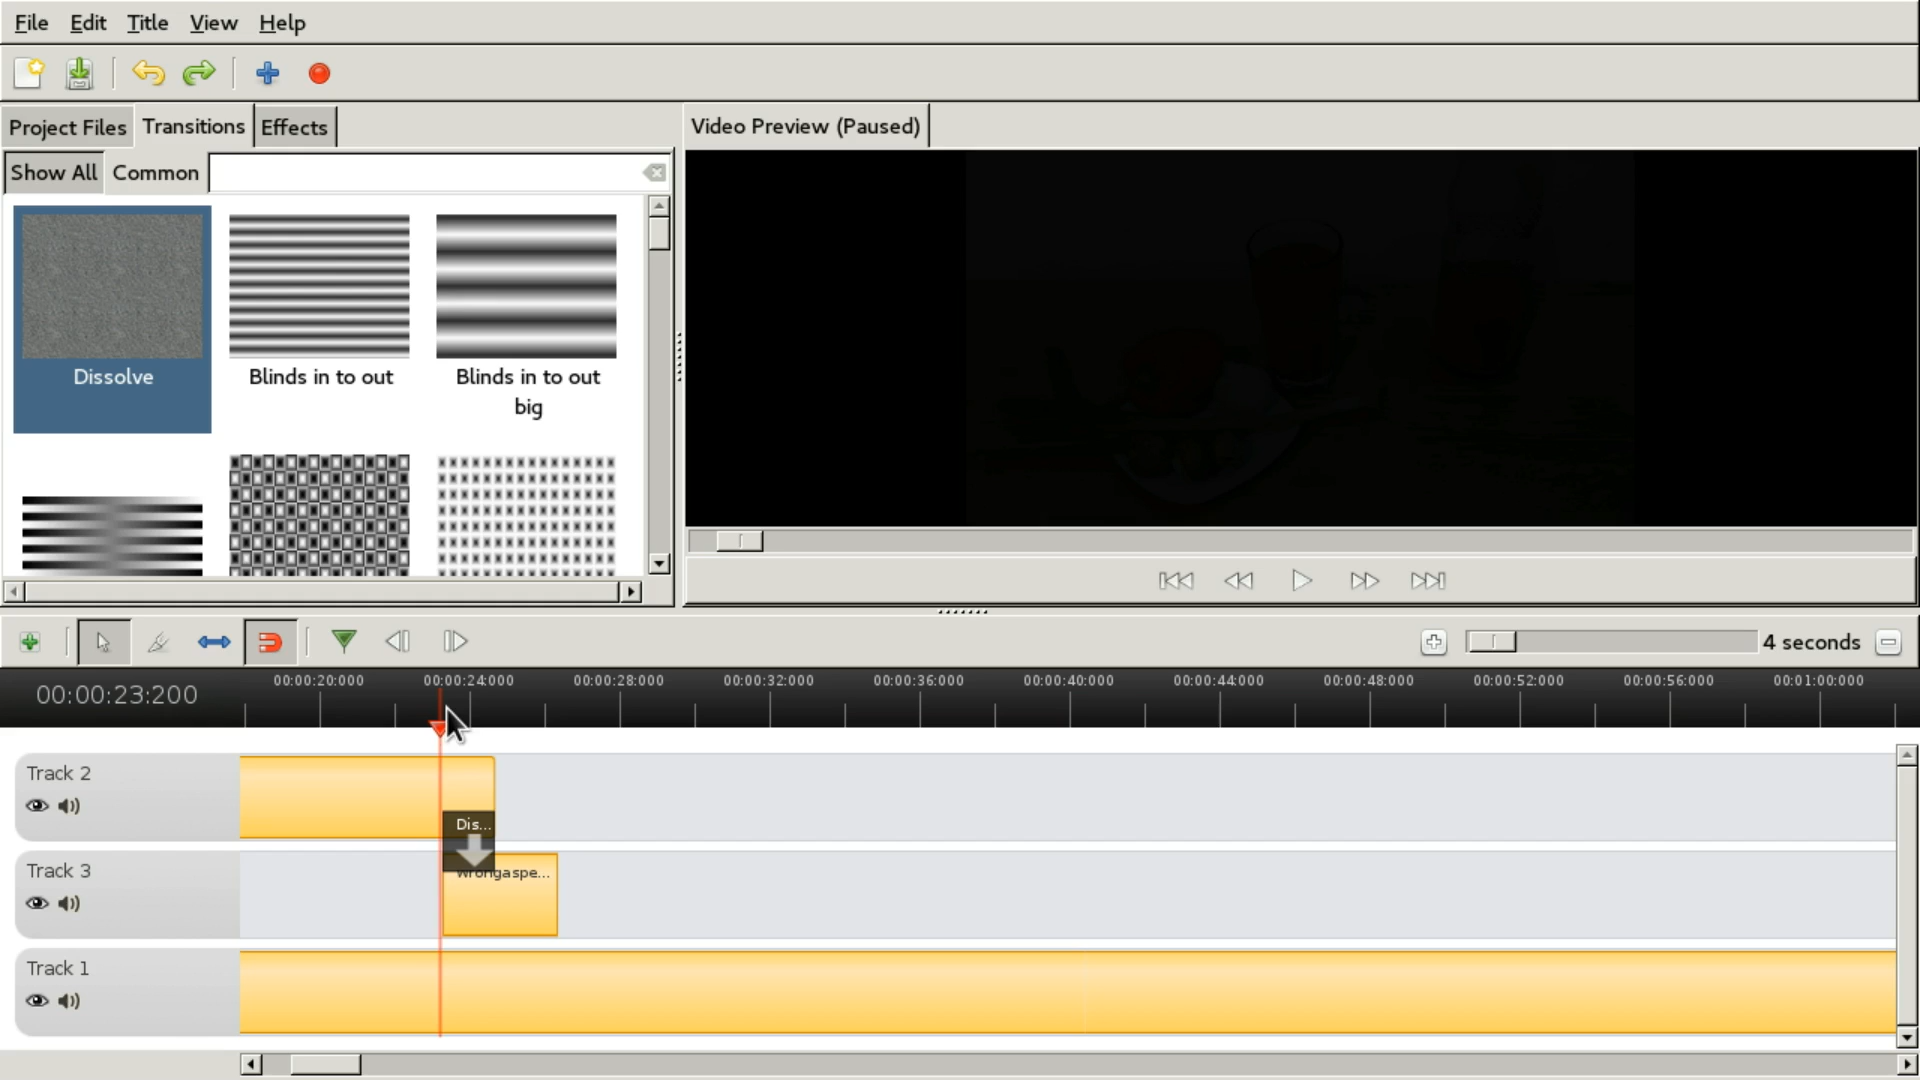 File Edit Title View Help
Project Files Transitions Effects
Video Preview (Paused)
Show All Common
Dissolve
Blinds in to out
Blinds in to out
big
4 seconds
00:00:23:200
00:00:20:000 00:00:24:000 00:00:28:000 00:00:32:000 00:00:36:000 00:00:40:000 00:00:44:000 00:00:48:000 00:00:52:000 00:00:56:000 00:01:00:000
Track 2
Dis...
Track 3
wrongaspe...
Track 1